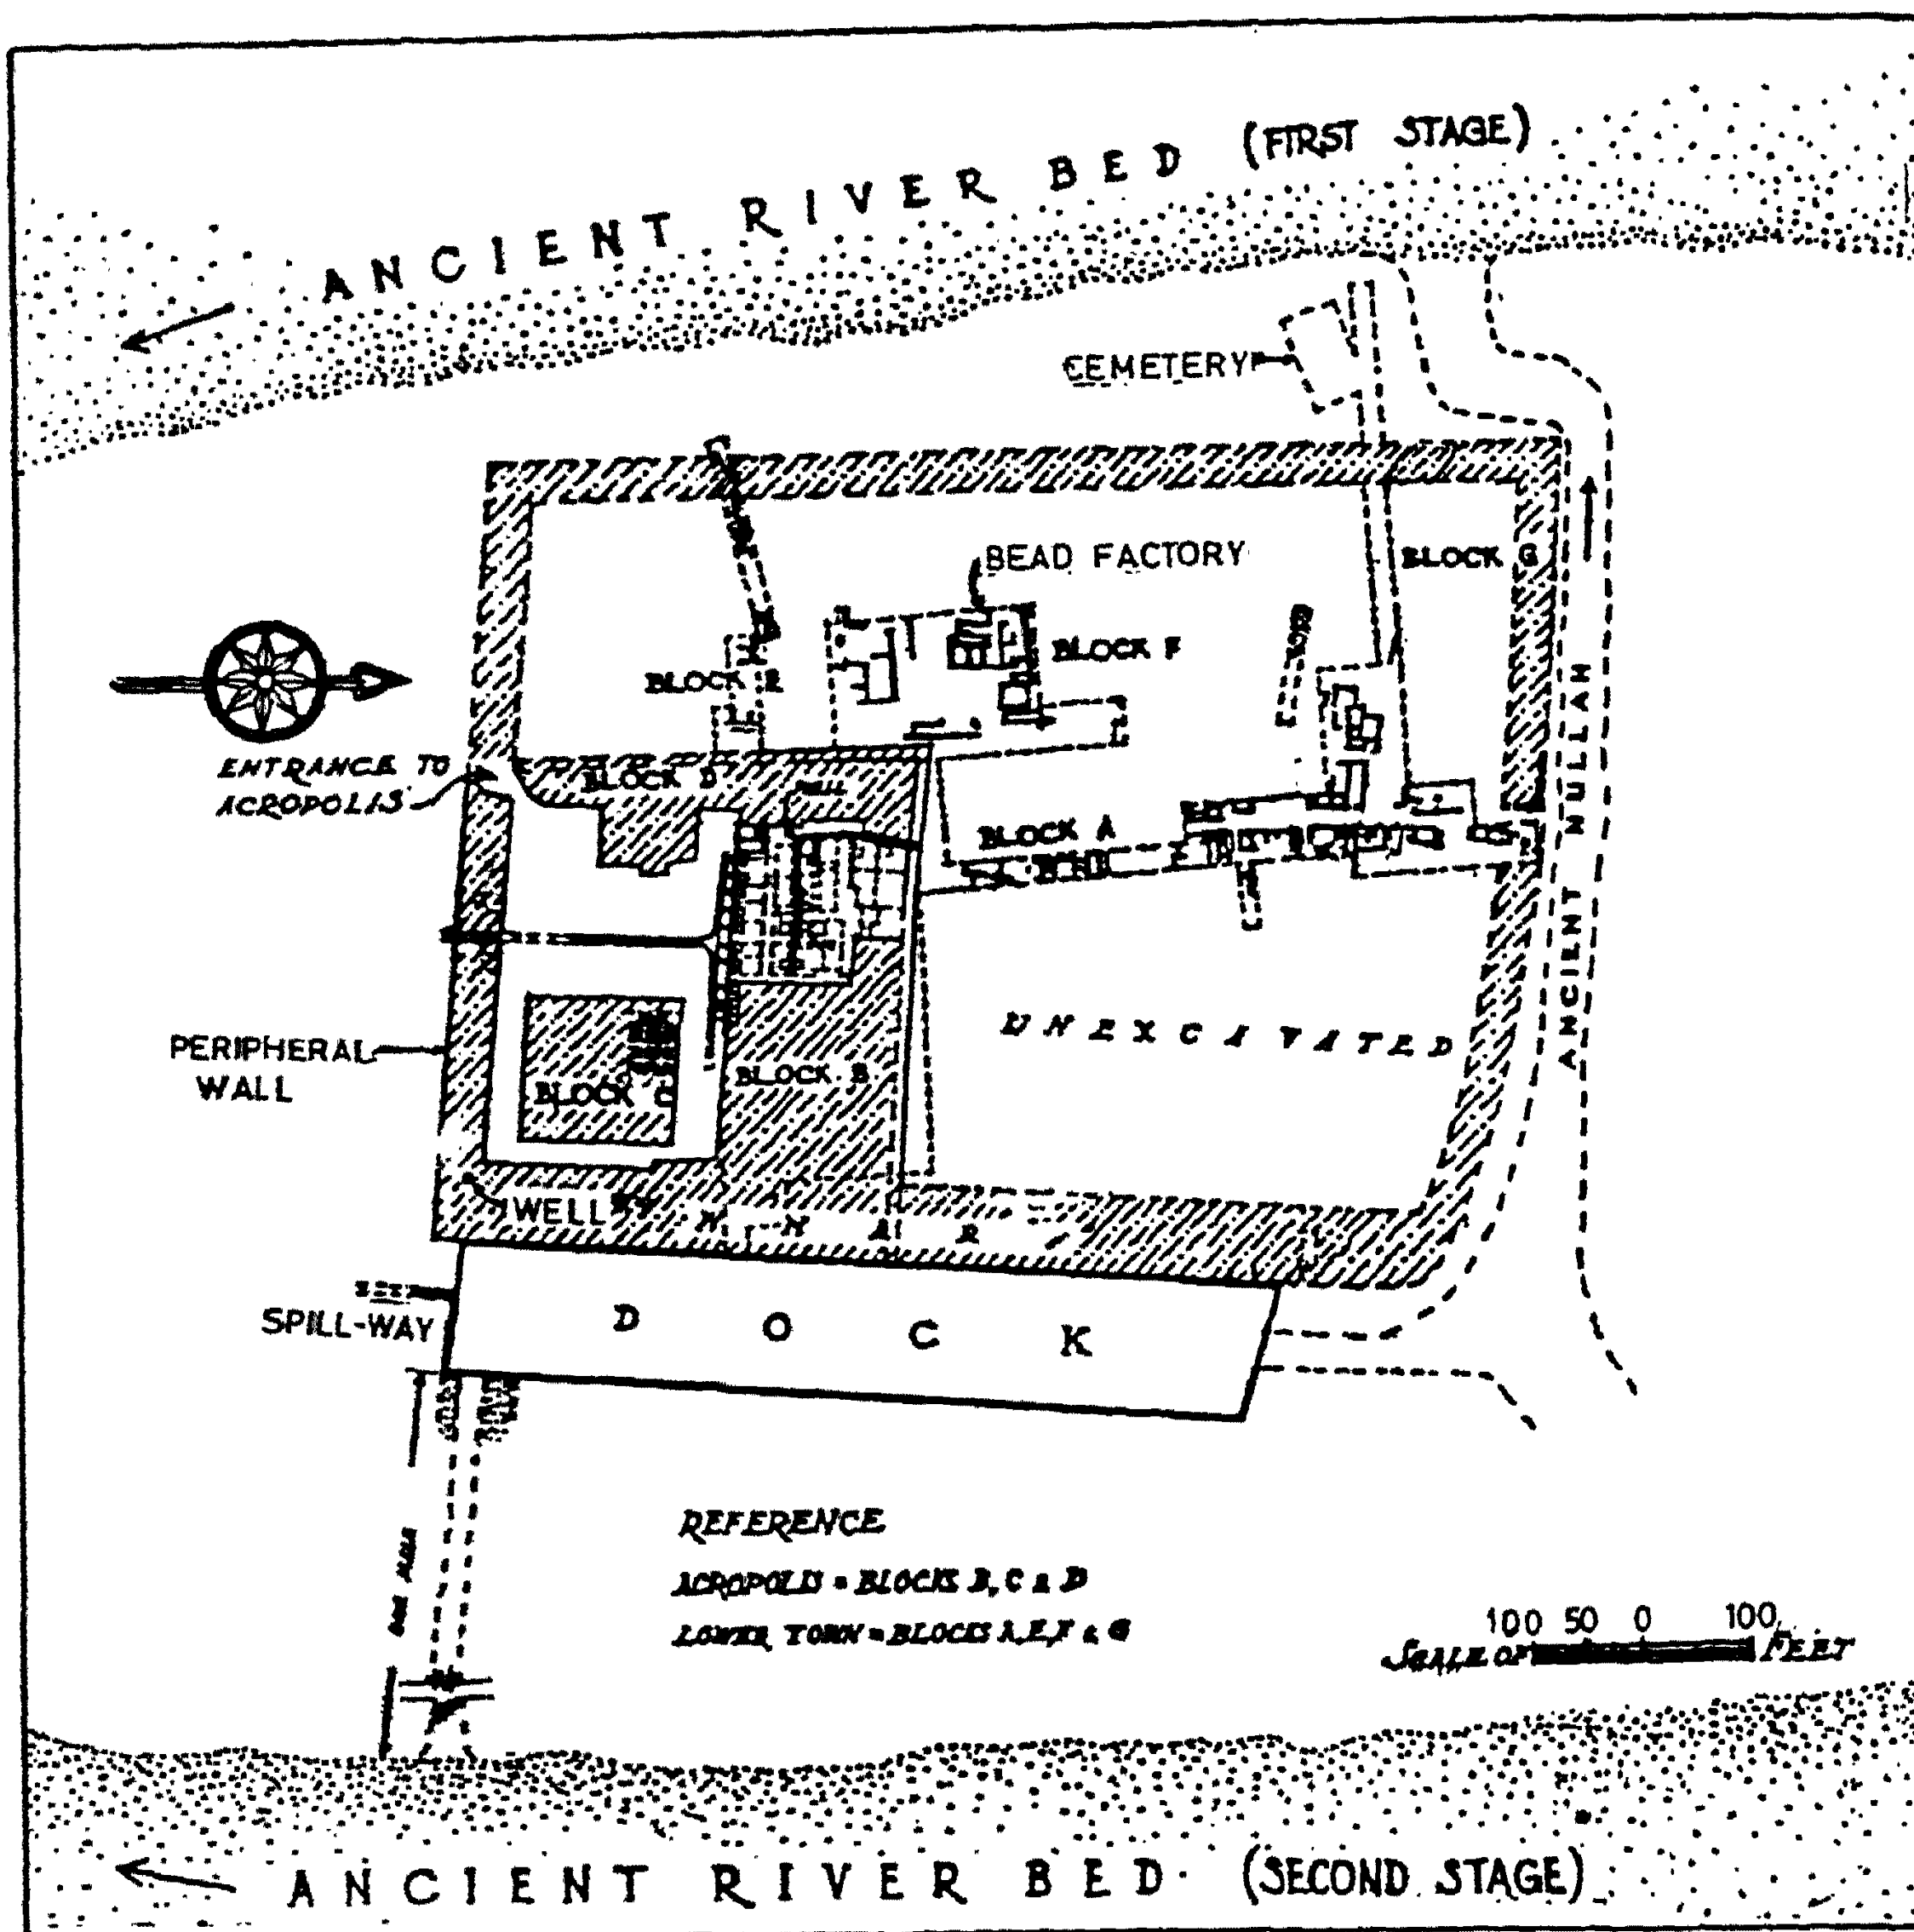 ANCIENT RIVER BED (FIRST STAGE)
CEMETERY
BEAD FACTORY
BLOCK G
BLOCK E
BLOCK F
ANCIENT NULLAH
ENTRANCE TO
ACROPOLIS
BLOCK D
BLOCK A
UNEXCAVATED
PERIPHERAL
WALL
BLOCK B
BLOCK C
WELL
SPILL-WAY
DOCK
REFERENCE
ACROPOLIS = BLOCKS B, C & D
LOWER TOWN = BLOCKS A, E, F & G
100 50 0 100
SCALE OF FEET
ANCIENT RIVER BED (SECOND STAGE)